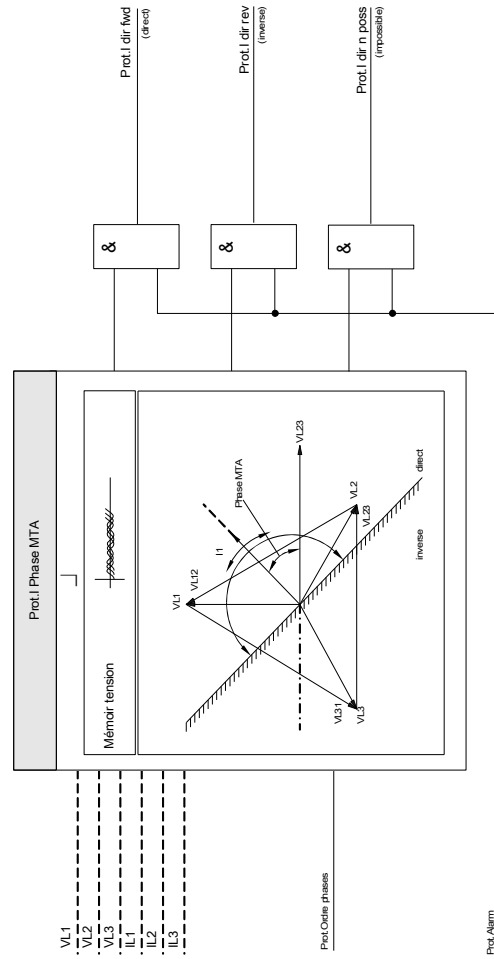 Prot.I Phase MTA
VL1
VL2
VL3
IL1
IL2
IL3
Mémoir tension
VL1
VL12
I1
Phase MTA
VL23
VL2
VL23
VL31
VL3
direct
inverse
Prot.Ordre phases
Prot.Alarm
&
Prot.I dir fwd
(direct)
&
Prot.I dir rev
(inverse)
&
Prot.I dir n poss
(impossible)